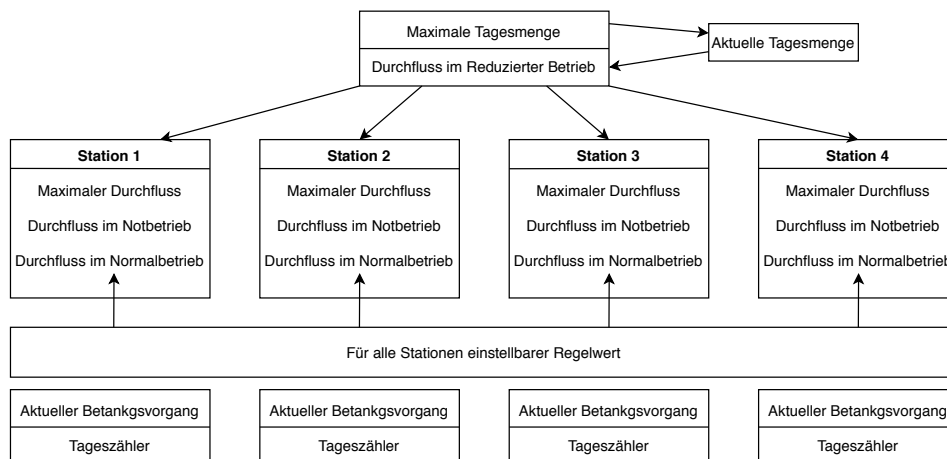 Maximale Tagesmenge
Aktuelle Tagesmenge
Durchfluss im Reduzierter Betrieb
Station 1
Maximaler Durchfluss
Durchfluss im Notbetrieb
Durchfluss im Normalbetrieb
Station 2
Maximaler Durchfluss
Durchfluss im Notbetrieb
Durchfluss im Normalbetrieb
Station 3
Maximaler Durchfluss
Durchfluss im Notbetrieb
Durchfluss im Normalbetrieb
Station 4
Maximaler Durchfluss
Durchfluss im Notbetrieb
Durchfluss im Normalbetrieb
Für alle Stationen einstellbarer Regelwert
Aktueller Betankgsvorgang
Tageszähler
Aktueller Betankgsvorgang
Tageszähler
Aktueller Betankgsvorgang
Tageszähler
Aktueller Betankgsvorgang
Tageszähler